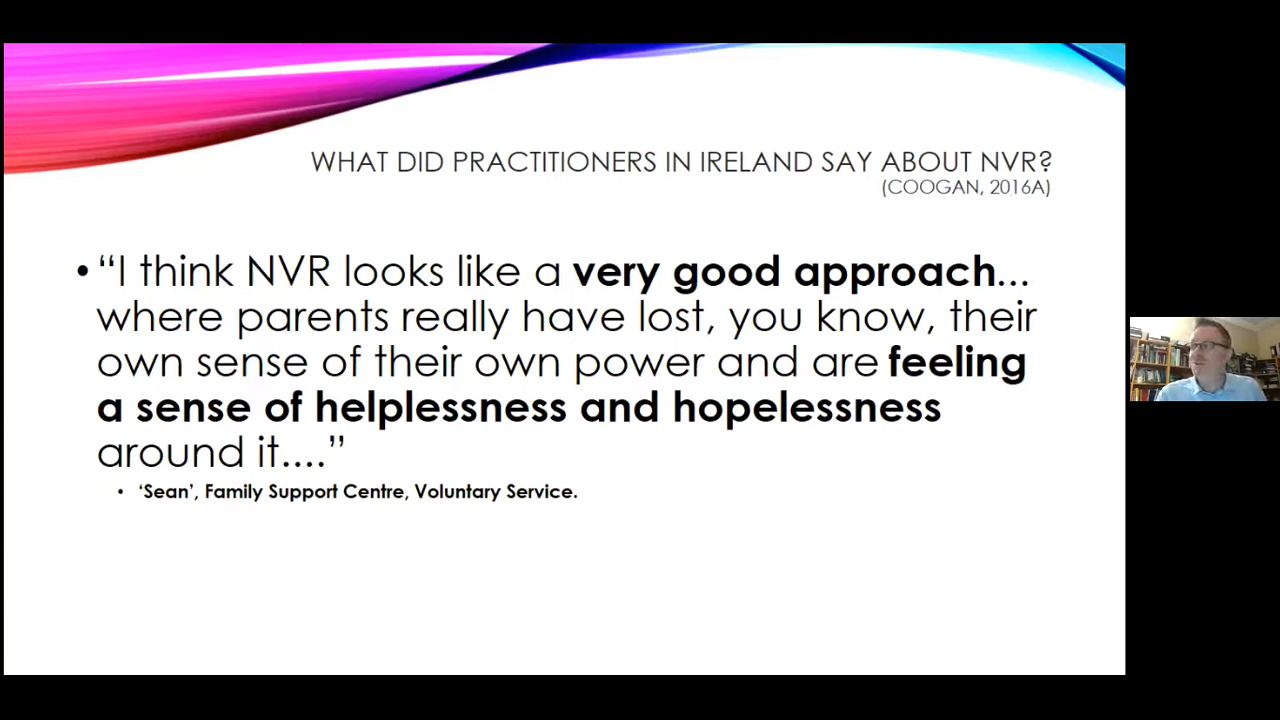 WHAT DID PRACTITIONERS IN IRELAND SAY ABOUT NVR?
(COOGAN, 2016A)
• “I think NVR looks like a very good approach...
where parents really have lost, you know, their
own sense of their own power and are feeling
a sense of helplessness and hopelessness
around it....”
• ‘Sean’, Family Support Centre, Voluntary Service.